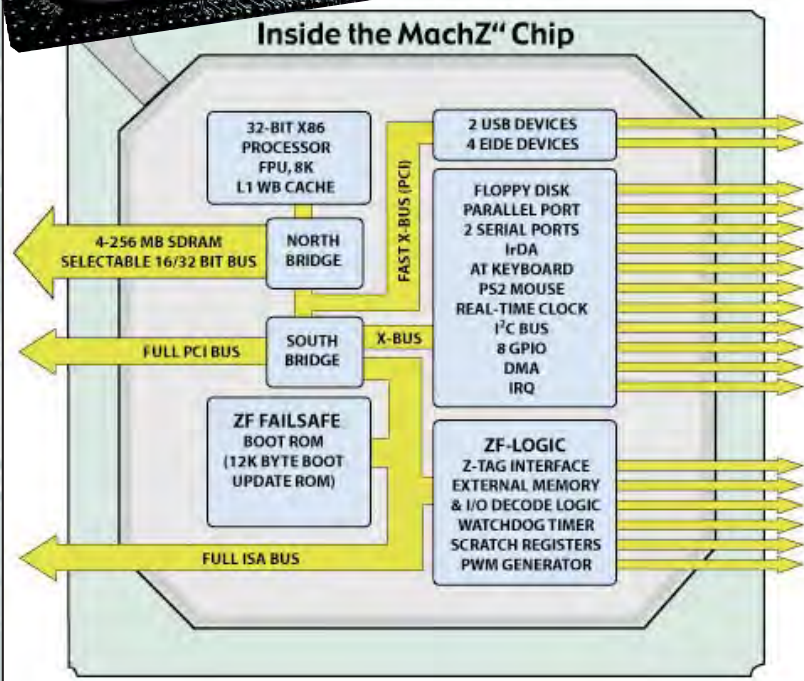 Inside the MachZ" Chip
32-BIT X86
PROCESSOR
FPU, 8K
L1 WB CACHE
2 USB DEVICES
4 EIDE DEVICES
FAST X-BUS (PCI)
4-256 MB SDRAM
SELECTABLE 16/32 BIT BUS
NORTH
BRIDGE
FLOPPY DISK
PARALLEL PORT
2 SERIAL PORTS
IrDA
AT KEYBOARD
PS2 MOUSE
REAL-TIME CLOCK
I²C BUS
8 GPIO
DMA
IRQ
FULL PCI BUS
SOUTH
BRIDGE
X-BUS
ZF FAILSAFE
BOOT ROM
(12K BYTE BOOT
UPDATE ROM)
ZF-LOGIC
Z-TAG INTERFACE
EXTERNAL MEMORY
& I/O DECODE LOGIC
WATCHDOG TIMER
SCRATCH REGISTERS
PWM GENERATOR
FULL ISA BUS